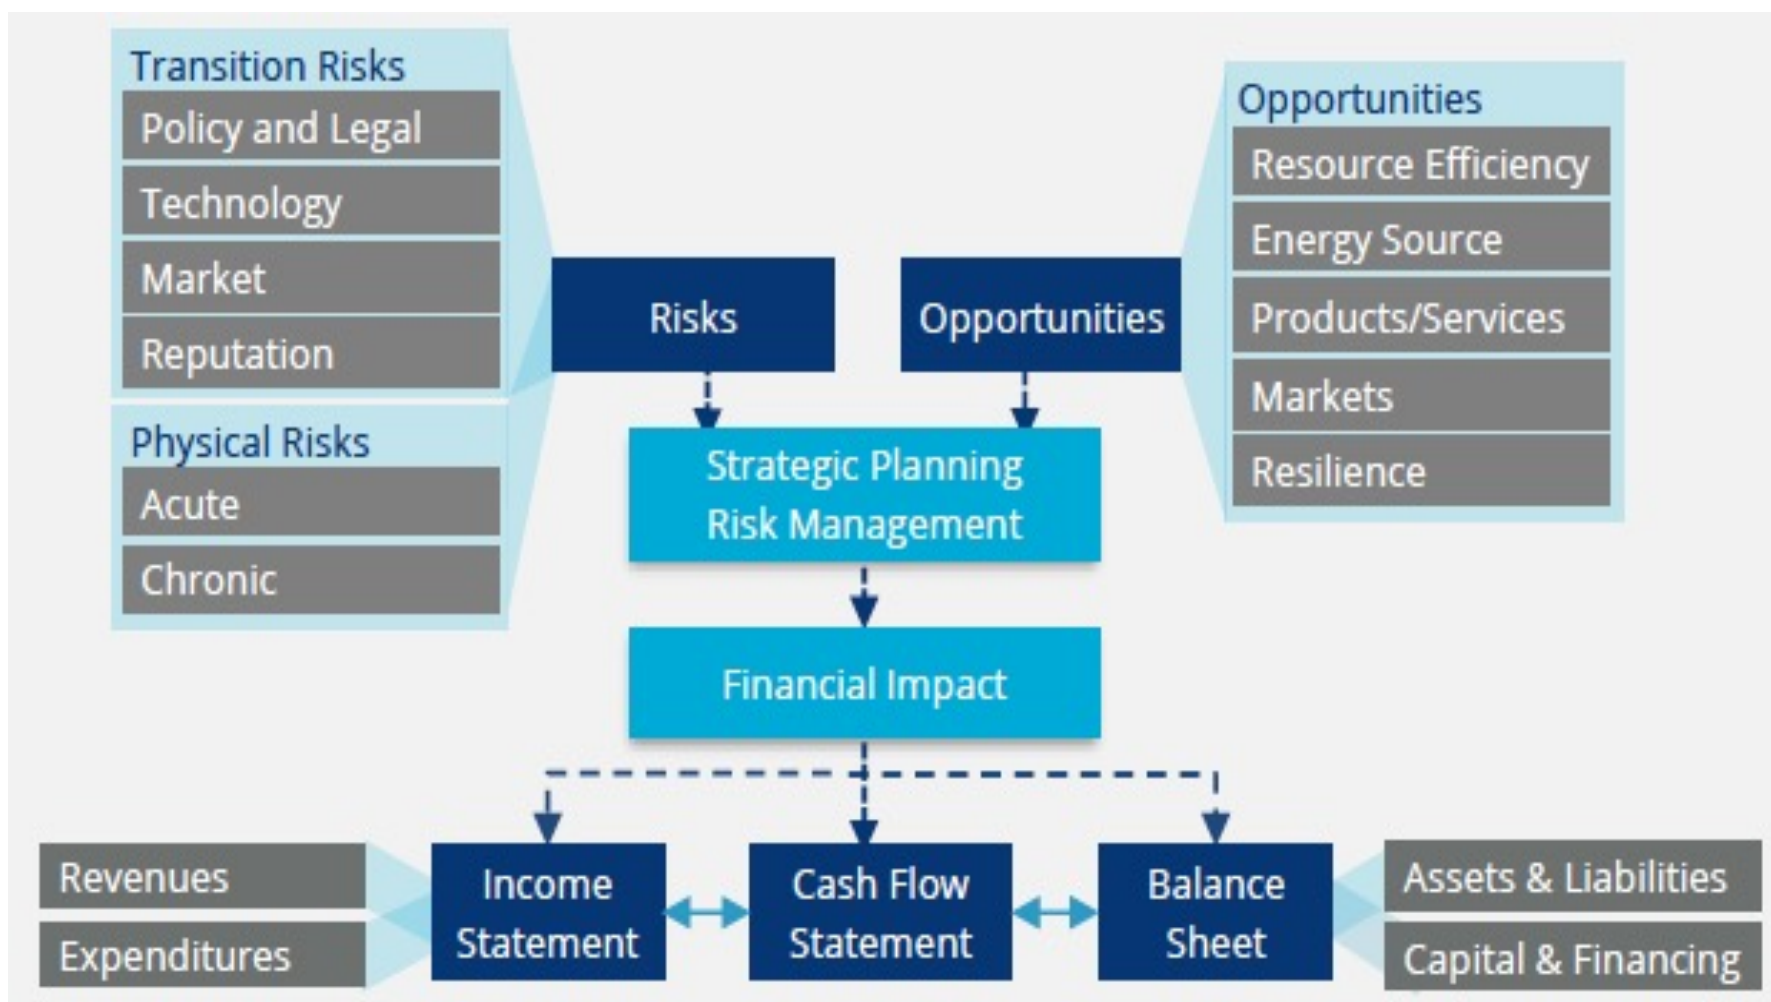 Transition Risks
Policy and Legal
Technology
Market
Reputation
Physical Risks
Acute
Chronic
Risks
Opportunities
Opportunities
Resource Efficiency
Energy Source
Products/Services
Markets
Resilience
Strategic Planning
Risk Management
Financial Impact
Revenues
Expenditures
Income
Statement
Cash Flow
Statement
Balance
Sheet
Assets & Liabilities
Capital & Financing